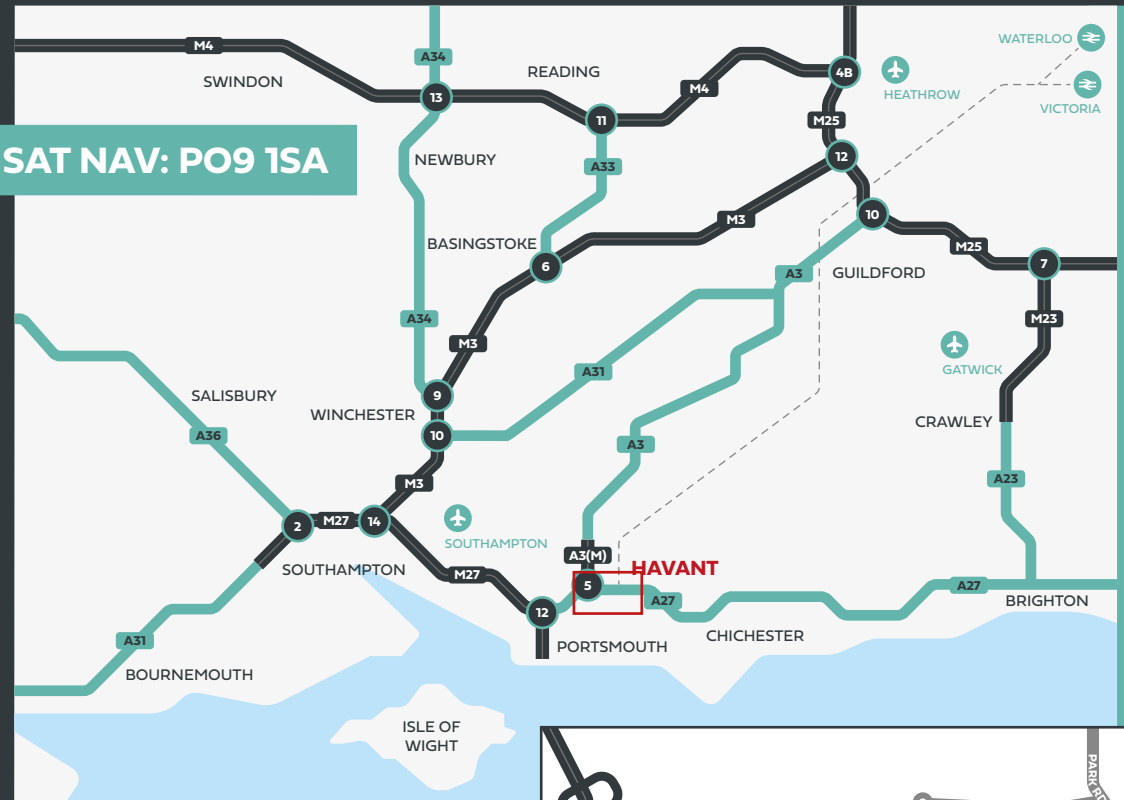 WATERLOO
M4
A34
READING
SWINDON
4B
HEATHROW
M4
13
VICTORIA
11
M25
SAT NAV: PO9 1SA
NEWBURY
12
A33
10
M3
BASINGSTOKE
M25
6
7
A3
GUILDFORD
A34
M23
M3
GATWICK
A31
SALISBURY
9
WINCHESTER
CRAWLEY
A36
10
A3
M3
A23
2
M27
14
SOUTHAMPTON
A3(M)
SOUTHAMPTON
HAVANT
M27
5
A27
A27
BRIGHTON
12
A31
CHICHESTER
PORTSMOUTH
BOURNEMOUTH
ISLE OF
WIGHT